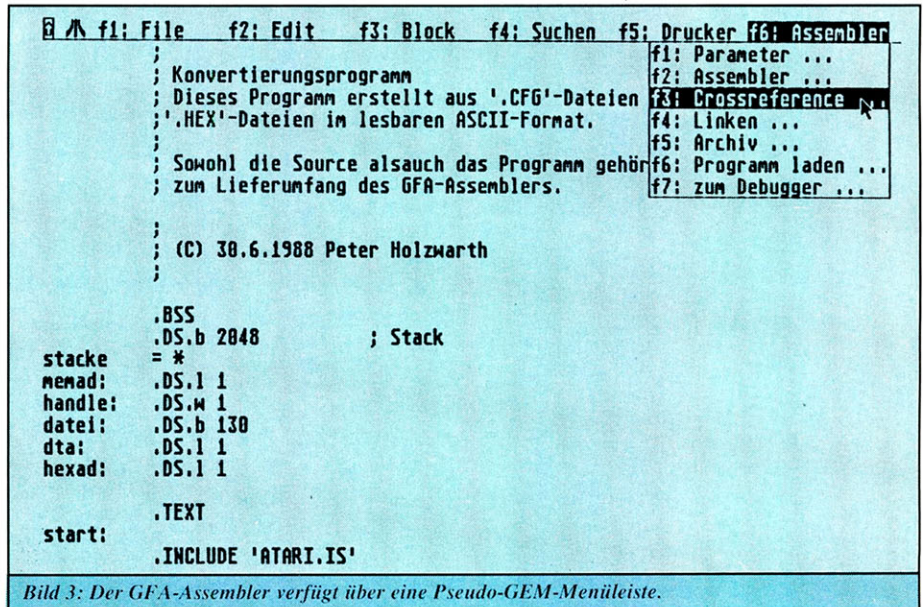 f1: File f2: Edit f3: Block f4: Suchen f5: Drucker f6: Assembler
;
; Konvertierungsprogramm
; Dieses Programm erstellt aus '.CFG'-Dateien
;'.HEX'-Dateien im lesbaren ASCII-Format.
;
; Sowohl die Source alsauch das Programm gehör
; zum Lieferumfang des GFA-Assemblers.
f1: Parameter ...
f2: Assembler ...
f3: Crossreference ...
f4: Linken ...
f5: Archiv ...
f6: Programm laden ...
f7: zum Debugger ...
;
; (C) 30.6.1988 Peter Holzwarth
;
.BSS
.DS.b 2048 ; Stack
stacke = *
memad: .DS.l 1
handle: .DS.w 1
datei: .DS.b 130
dta: .DS.l 1
hexad: .DS.l 1
.TEXT
start:
.INCLUDE 'ATARI.IS'
Bild 3: Der GFA-Assembler verfügt über eine Pseudo-GEM-Menüleiste.